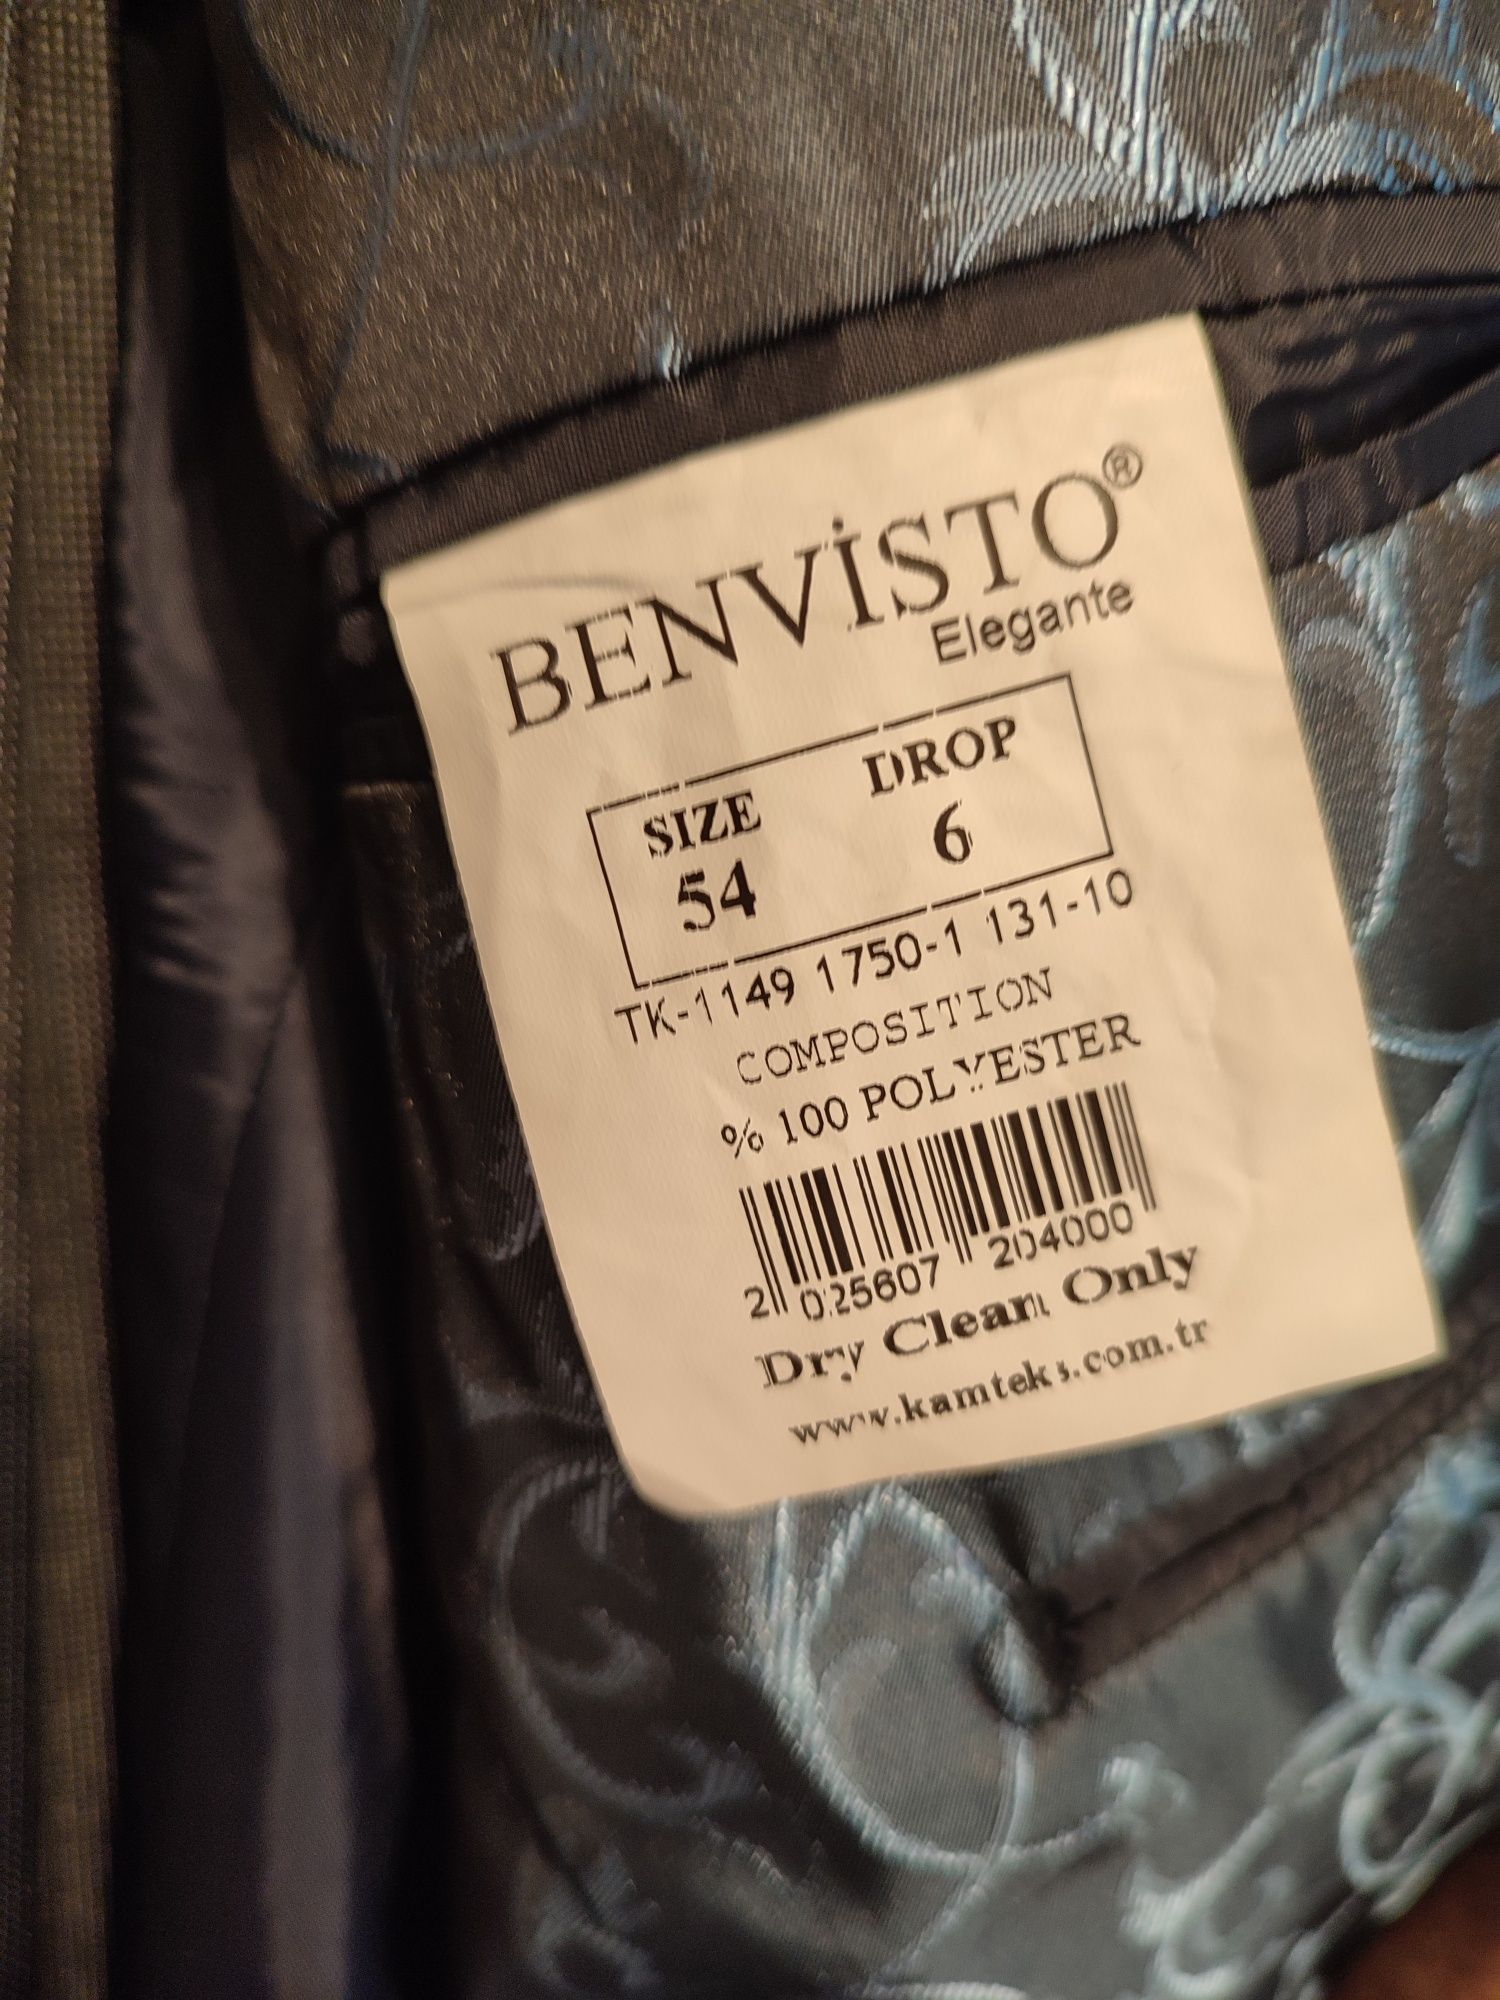 BENVİSTO®
Elegante
SIZE DROP
54 6
TK-1149 1750-1 131-10
COMPOSITION
% 100 POLYESTER
2 025607 204000
Dry Clean Only
www.kamteks.com.tr